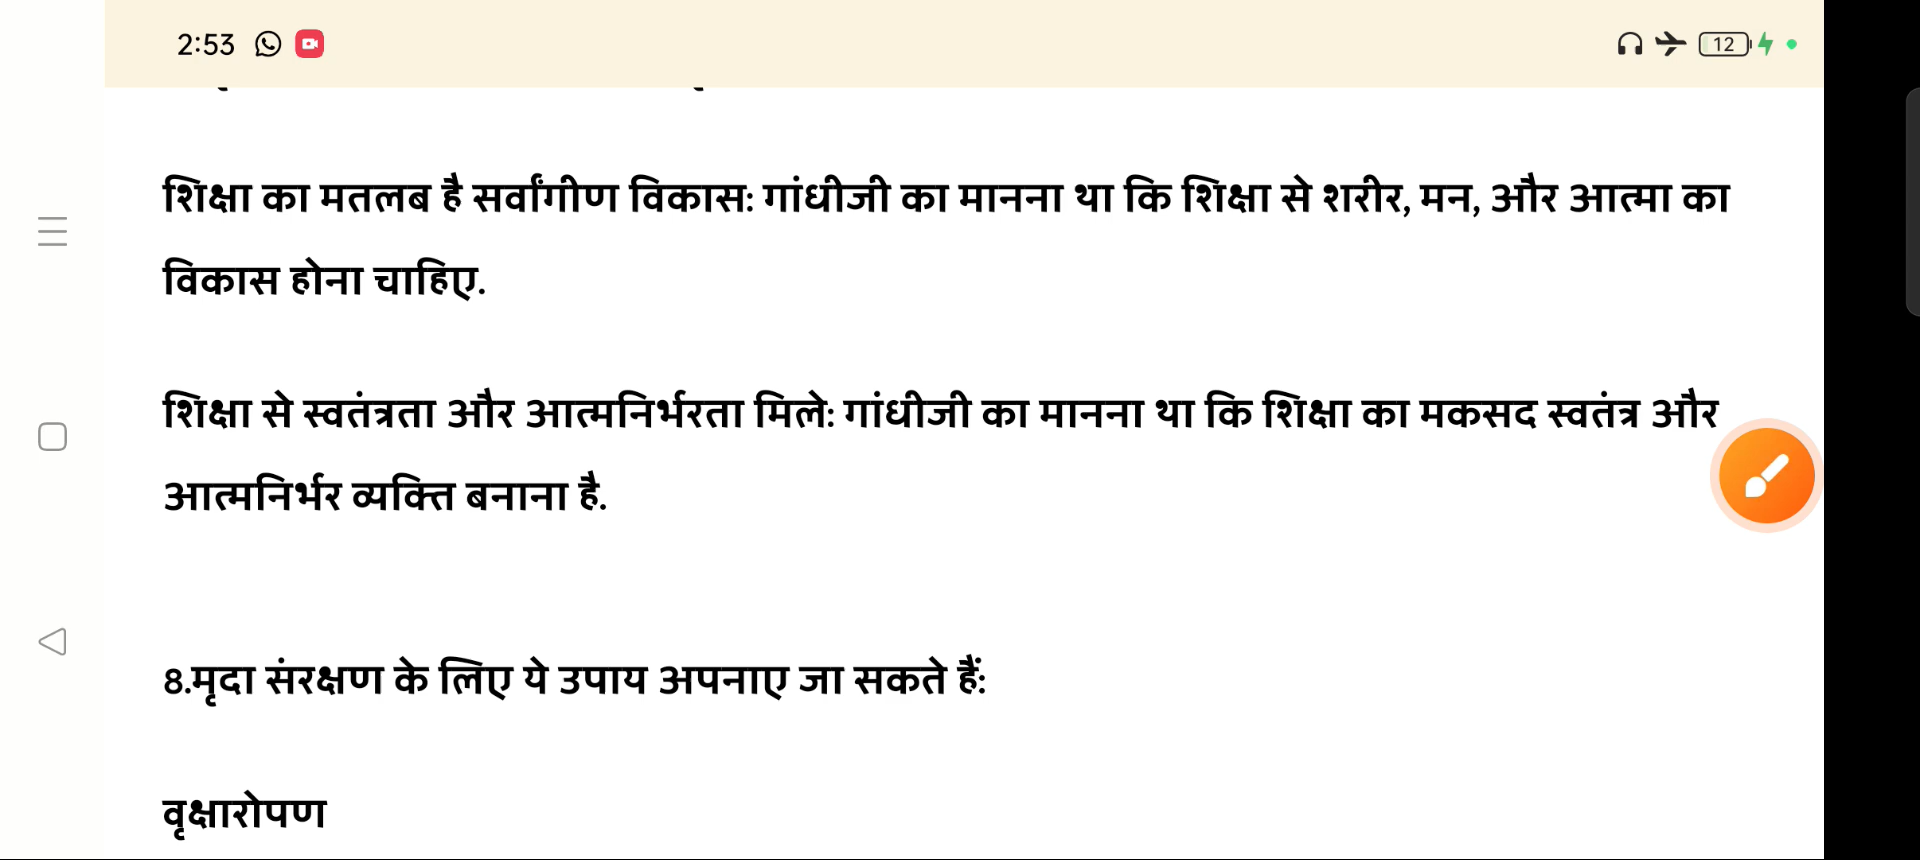 2:53
12
शिक्षा का मतलब है सर्वांगीण विकास: गांधीजी का मानना था कि शिक्षा से शरीर, मन, और आत्मा का
विकास होना चाहिए.
शिक्षा से स्वतंत्रता और आत्मनिर्भरता मिले: गांधीजी का मानना था कि शिक्षा का मकसद स्वतंत्र और
आत्मनिर्भर व्यक्ति बनाना है.
8.मृदा संरक्षण के लिए ये उपाय अपनाए जा सकते हैं:
वृक्षारोपण